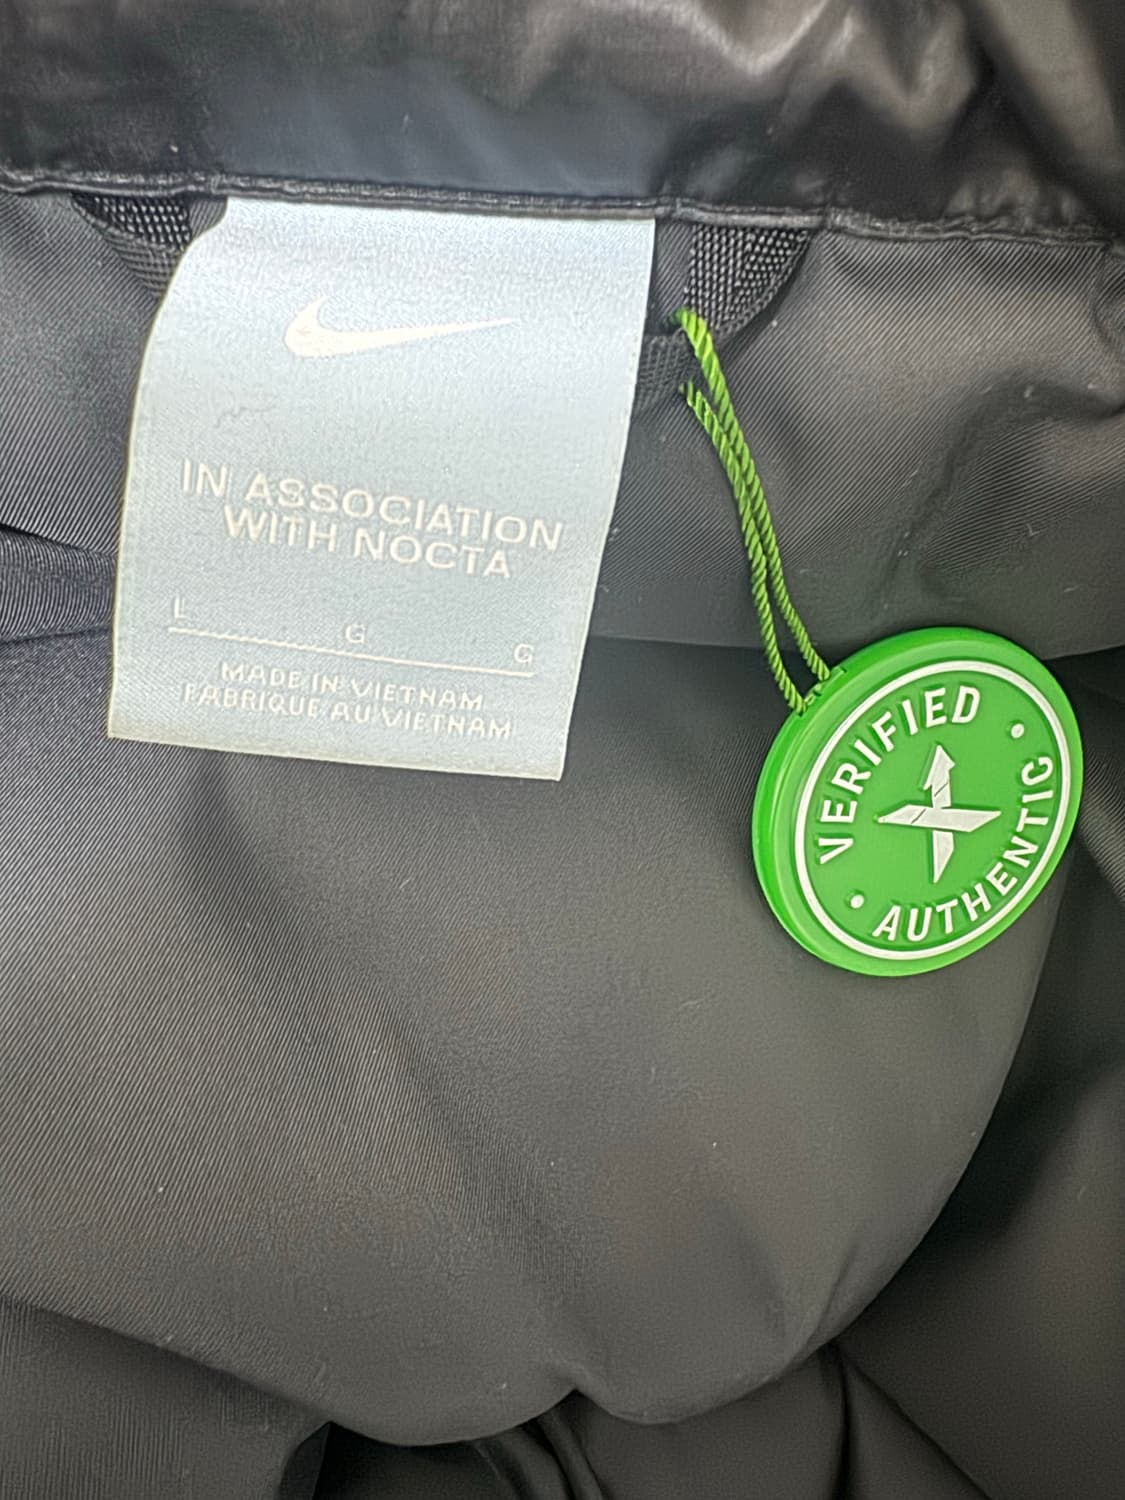 IN ASSOCIATION
WITH NOCTA
L G G
MADE IN VIETNAM
FABRIQUE AU VIETNAM
VERIFIED
AUTHENTIC